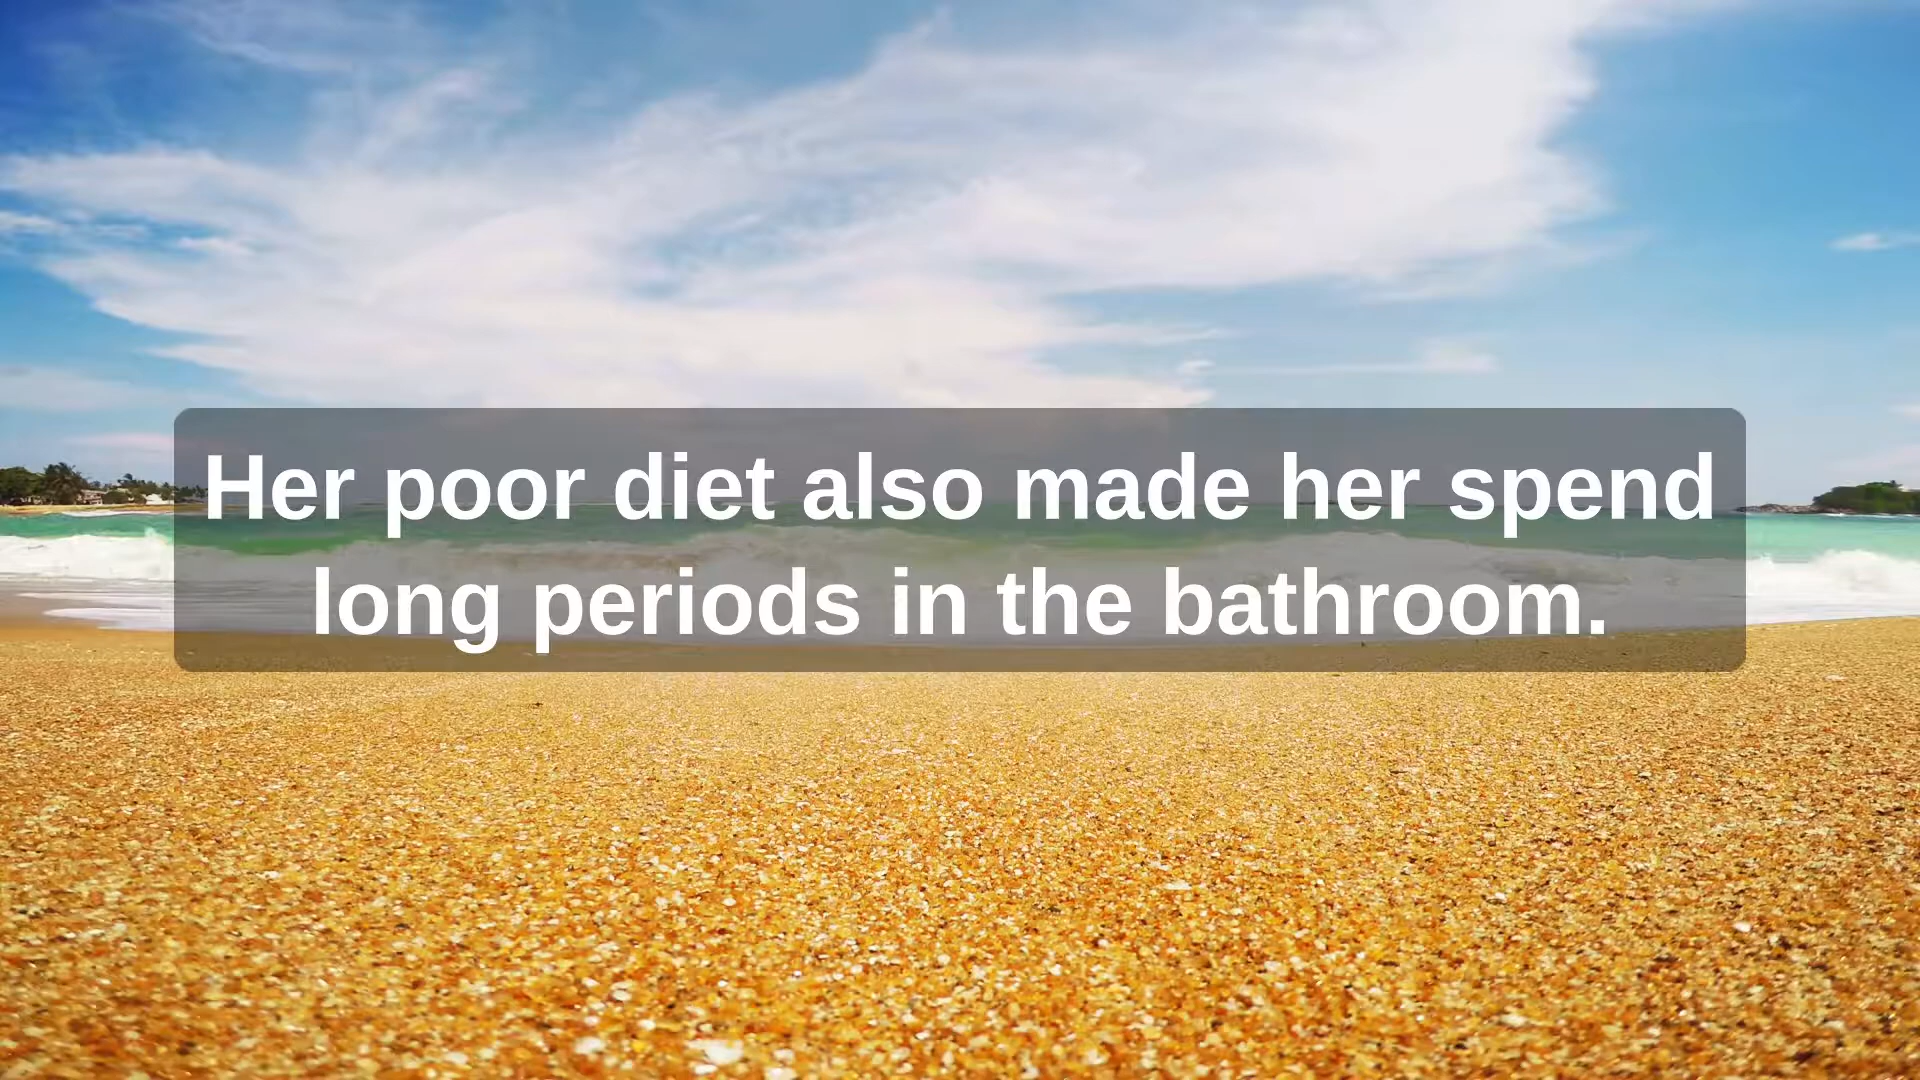 Her poor diet also made her spend
long periods in the bathroom.